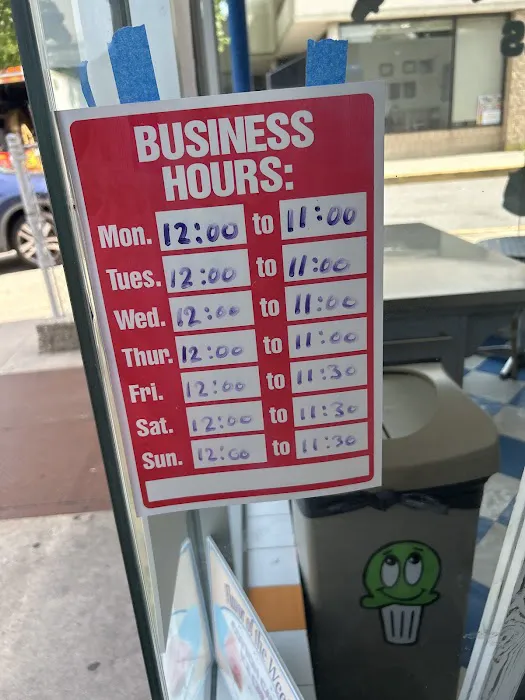 BUSINESS
HOURS:
Mon. 12:00 to 11:00
Tues. 12:00 to 11:00
Wed. 12:00 to 11:00
Thur. 12:00 to 11:00
Fri. 12:00 to 11:30
Sat. 12:00 to 11:30
Sun. 12:00 to 11:30
of the